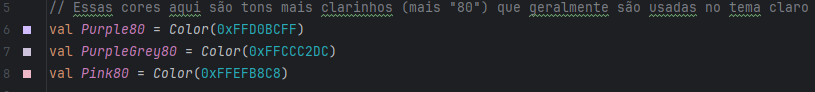 5 // Essas cores aqui são tons mais clarinhos (mais "80") que geralmente são usadas no tema claro
6 val Purple80 = Color(0xFFD0BCFF)
7 val PurpleGrey80 = Color(0xFFCCC2DC)
8 val Pink80 = Color(0xFFEFB8C8)